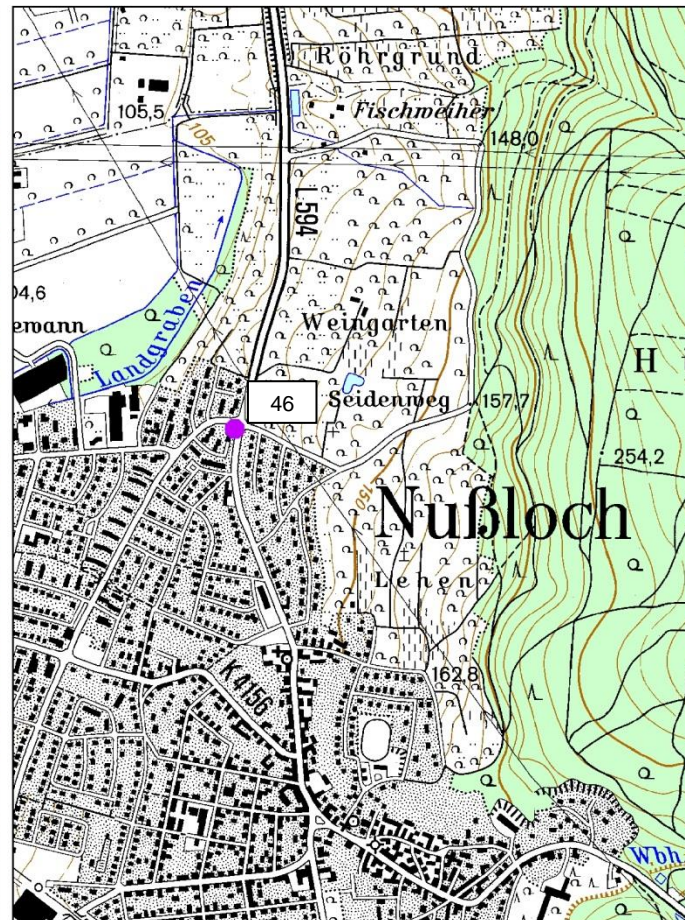 Röhrgrund
105,5
Fischweiher
105
148,0
L 594
04,6
Landgraben
Weingarten
emann
46
Seidenweg
157,7
H
254,2
150
Nußloch
Lehen
162,8
K 4156
Wbh